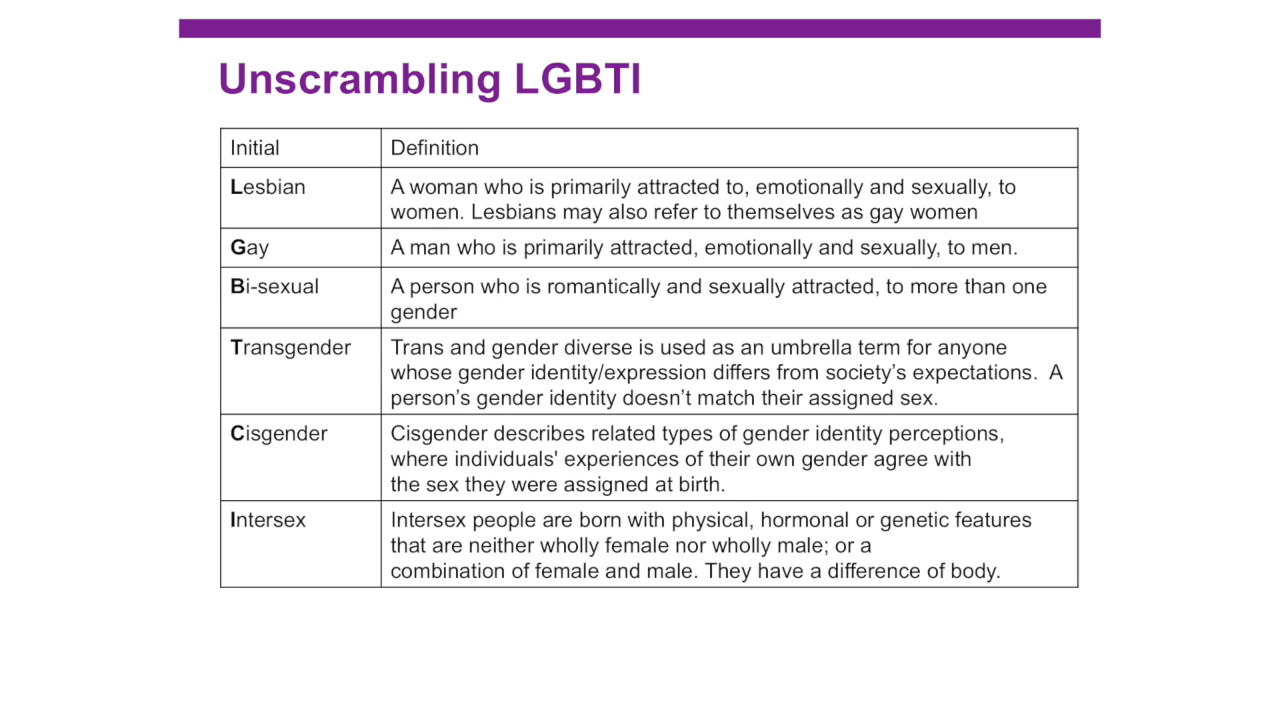 Unscrambling LGBTI
Initial
Definition
Lesbian
A woman who is primarily attracted to, emotionally and sexually, to
women. Lesbians may also refer to themselves as gay women
Gay
A man who is primarily attracted, emotionally and sexually, to men.
Bi-sexual
A person who is romantically and sexually attracted, to more than one
gender
Transgender
Trans and gender diverse is used as an umbrella term for anyone
whose gender identity/expression differs from society’s expectations.  A
person’s gender identity doesn’t match their assigned sex.
Cisgender
Cisgender describes related types of gender identity perceptions,
where individuals' experiences of their own gender agree with
the sex they were assigned at birth.
Intersex
Intersex people are born with physical, hormonal or genetic features
that are neither wholly female nor wholly male; or a
combination of female and male. They have a difference of body.